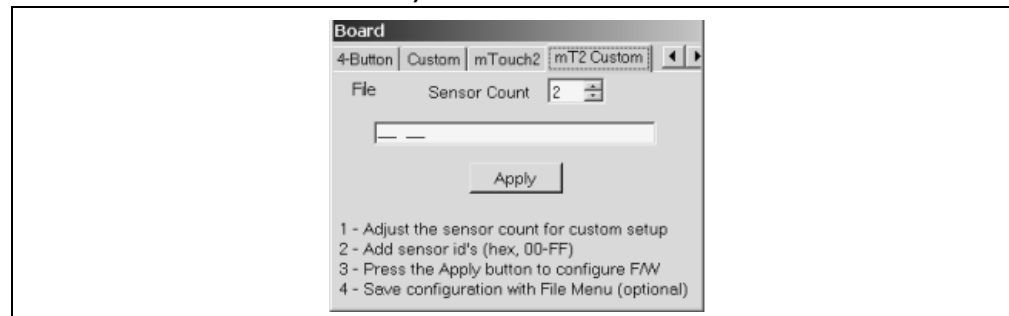 Board
4-Button Custom mTouch2 mT2 Custom
File Sensor Count 2
__ __
Apply
1 - Adjust the sensor count for custom setup
2 - Add sensor id's (hex, 00-FF)
3 - Press the Apply button to configure F/W
4 - Save configuration with File Menu (optional)